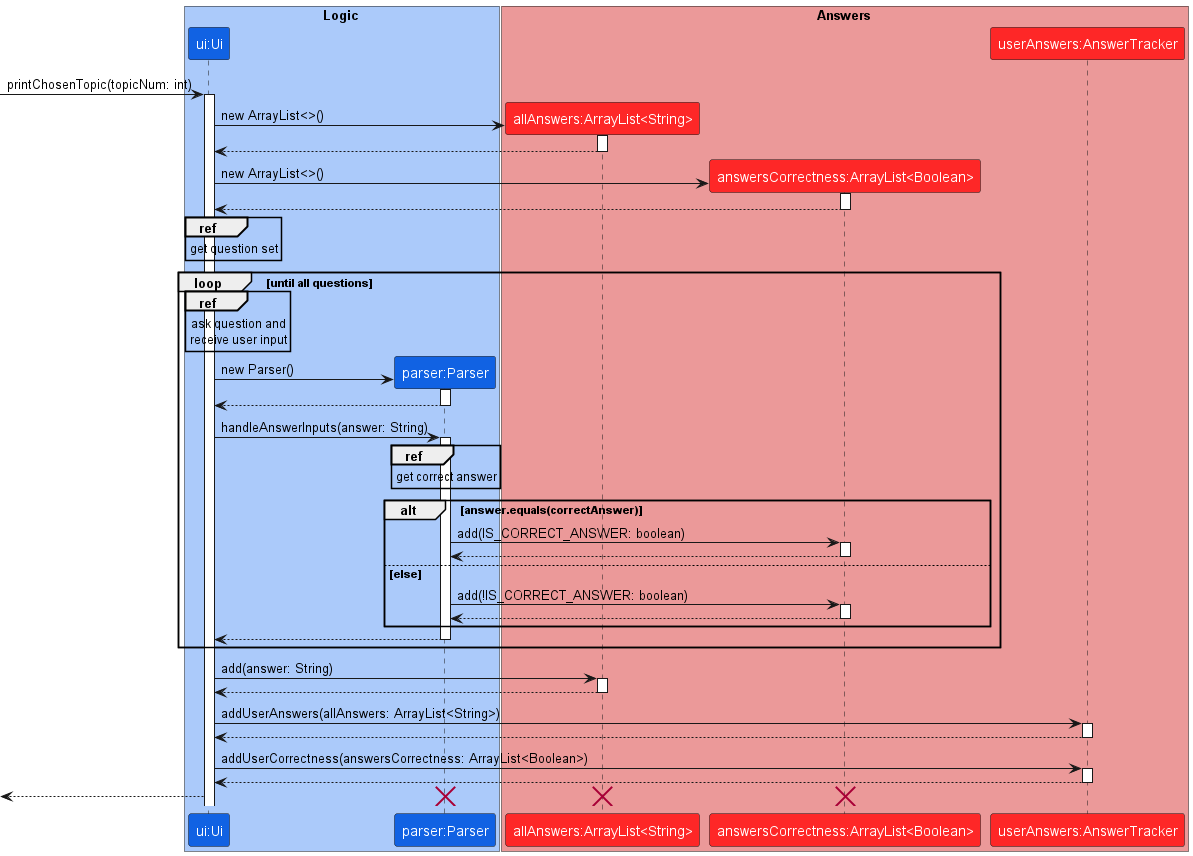 Logic
Answers
ui:Ui
userAnswers:AnswerTracker
printChosenTopic(topicNum: int)
new ArrayList<>()
allAnswers:ArrayList<String>
new ArrayList<>()
answersCorrectness:ArrayList<Boolean>
ref
get question set
loop
[until all questions]
ref
ask question and
receive user input
new Parser()
parser:Parser
handleAnswerInputs(answer: String)
ref
get correct answer
alt
[answer.equals(correctAnswer)]
add(IS_CORRECT_ANSWER: boolean)
[else]
add(!IS_CORRECT_ANSWER: boolean)
add(answer: String)
addUserAnswers(allAnswers: ArrayList<String>)
addUserCorrectness(answersCorrectness: ArrayList<Boolean>)
ui:Ui
parser:Parser
allAnswers:ArrayList<String>
answersCorrectness:ArrayList<Boolean>
userAnswers:AnswerTracker